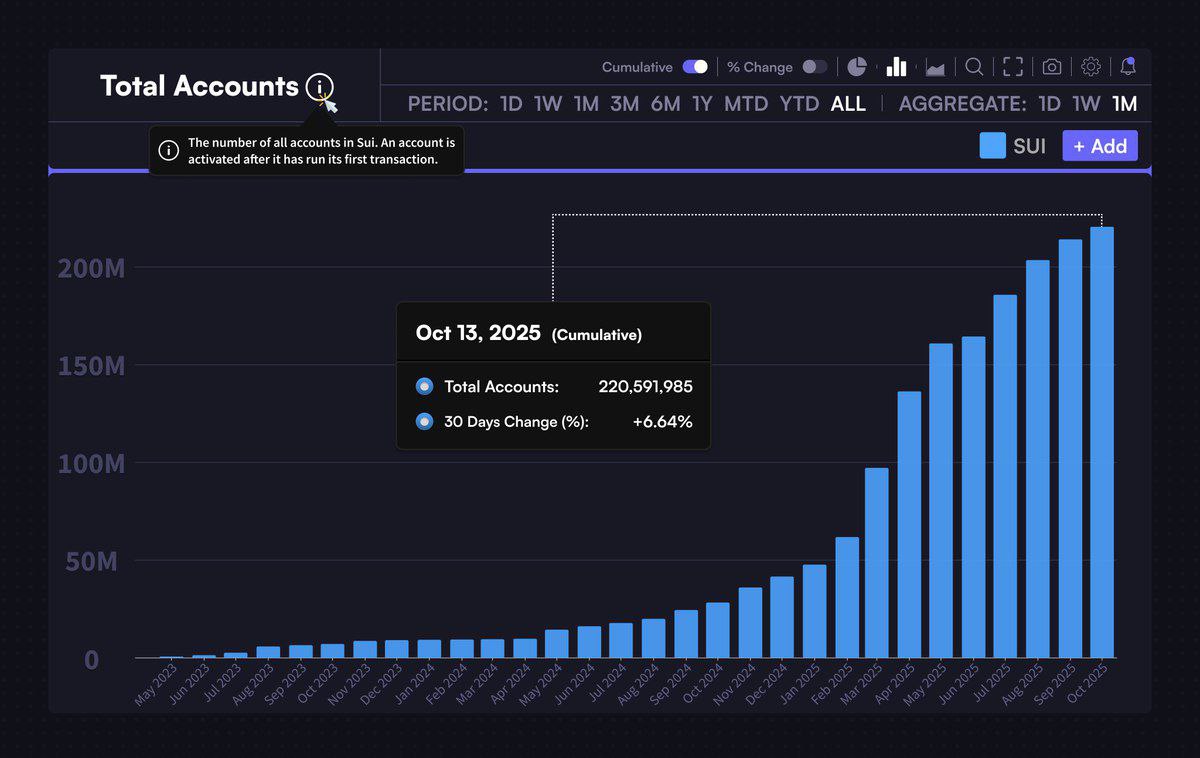 Total Accounts
Cumulative % Change
PERIOD: 1D 1W 1M 3M 6M 1Y MTD YTD ALL AGGREGATE: 1D 1W 1M
The number of all accounts in Sui. An account is
activated after it has run its first transaction.
SUI + Add
200M
150M
100M
50M
0
Oct 13, 2025 (Cumulative)
Total Accounts: 220,591,985
30 Days Change (%): +6.64%
May 2023 Jun 2023 Jul 2023 Aug 2023 Sep 2023 Oct 2023 Nov 2023 Dec 2023 Jan 2024 Feb 2024 Mar 2024 Apr 2024 May 2024 Jun 2024 Jul 2024 Aug 2024 Sep 2024 Oct 2024 Nov 2024 Dec 2024 Jan 2025 Feb 2025 Mar 2025 Apr 2025 May 2025 Jun 2025 Jul 2025 Aug 2025 Sep 2025 Oct 2025